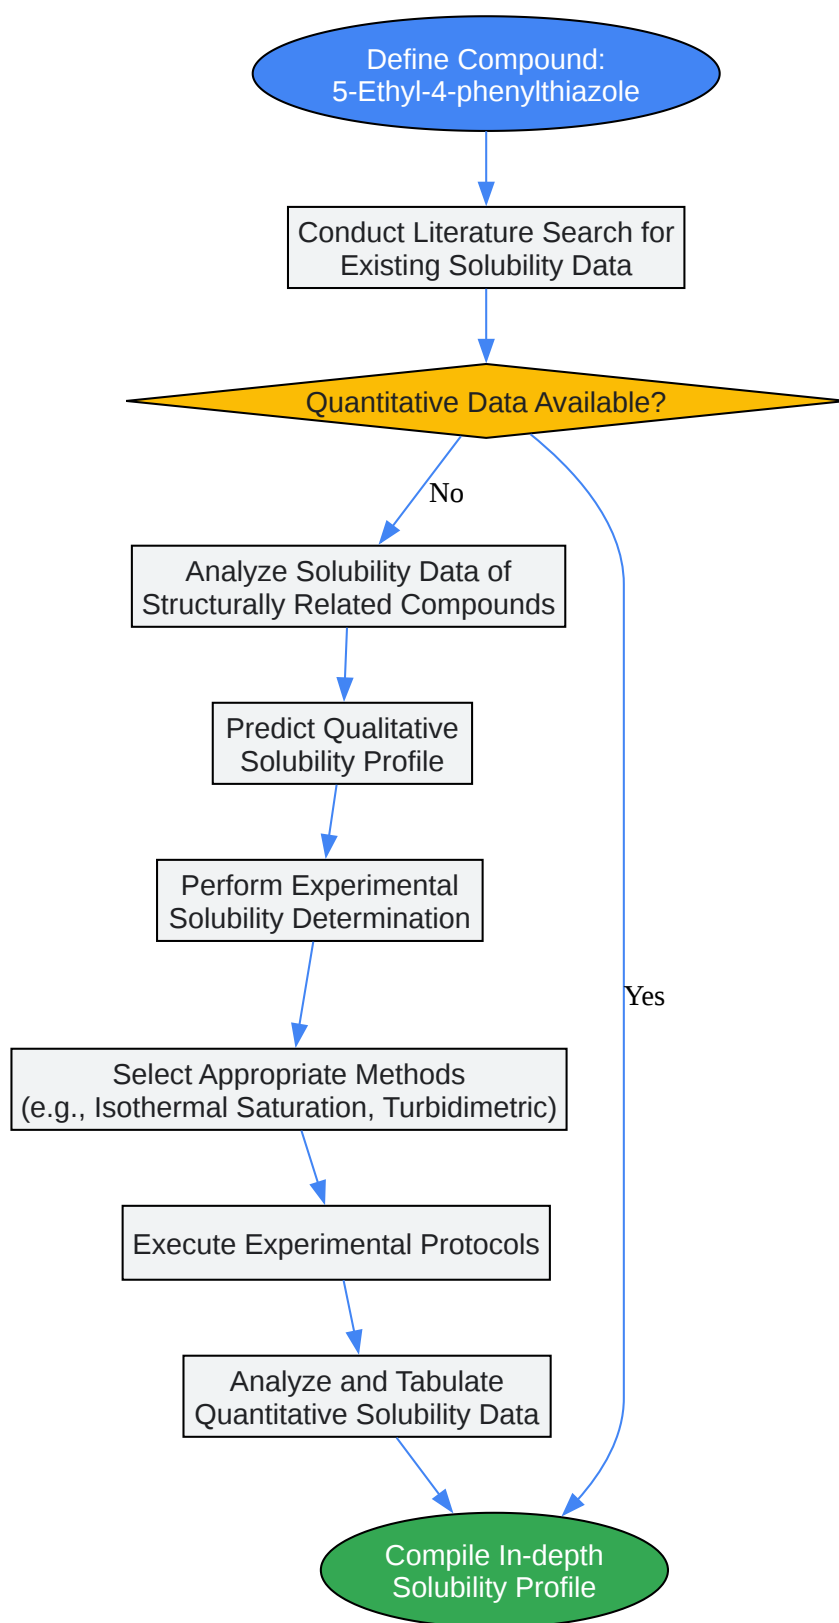 Define Compound:
5-Ethyl-4-phenylthiazole
Conduct Literature Search for
Existing Solubility Data
Quantitative Data Available?
No
Analyze Solubility Data of
Structurally Related Compounds
Predict Qualitative
Solubility Profile
Perform Experimental
Solubility Determination
Yes
Select Appropriate Methods
(e.g., Isothermal Saturation, Turbidimetric)
Execute Experimental Protocols
Analyze and Tabulate
Quantitative Solubility Data
Compile In-depth
Solubility Profile